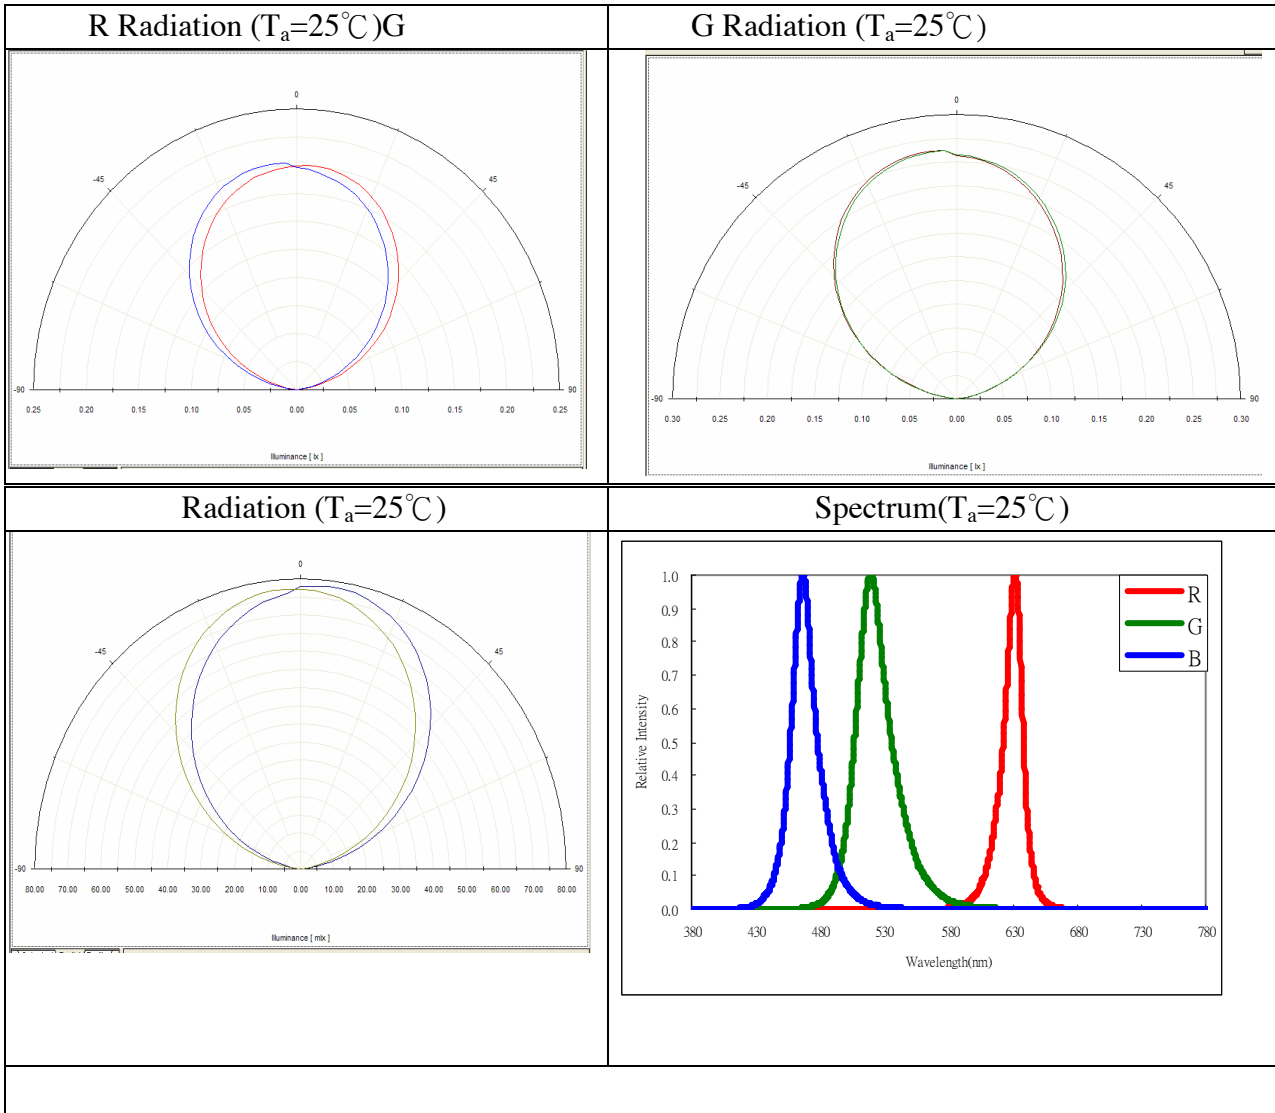 R Radiation (Ta=25℃)G
G Radiation (Ta=25℃)
0
-45
45
-90
90
0.25 0.20 0.15 0.10 0.05 0.00 0.05 0.10 0.15 0.20 0.25
Illuminance [ lx ]
0
-45
45
-90
90
0.30 0.25 0.20 0.15 0.10 0.05 0.00 0.05 0.10 0.15 0.20 0.25 0.30
Illuminance [ lx ]
Radiation (Ta=25℃)
Spectrum(Ta=25℃)
0
-45
45
-90
90
80.00 70.00 60.00 50.00 40.00 30.00 20.00 10.00 0.00 10.00 20.00 30.00 40.00 50.00 60.00 70.00 80.00
Illuminance [ mlx ]
1.0
0.9
0.8
0.7
0.6
0.5
0.4
0.3
0.2
0.1
0.0
Relative Intensity
R
G
B
380 430 480 530 580 630 680 730 780
Wavelength(nm)